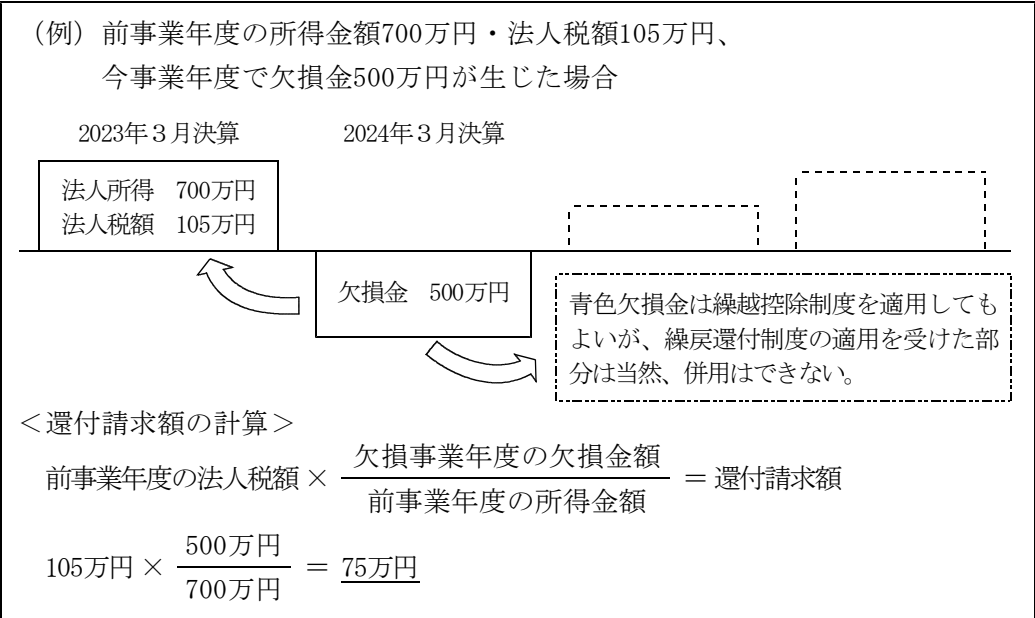 （例）前事業年度の所得金額700万円・法人税額105万円、
今事業年度で欠損金500万円が生じた場合
2023年３月決算
2024年３月決算
法人所得　700万円
法人税額　105万円
欠損金　500万円
青色欠損金は繰越控除制度を適用しても
よいが、繰戻還付制度の適用を受けた部
分は当然、併用はできない。
＜還付請求額の計算＞
前事業年度の法人税額 × 欠損事業年度の欠損金額 / 前事業年度の所得金額 ＝ 還付請求額
105万円 × 500万円 / 700万円 ＝ 75万円